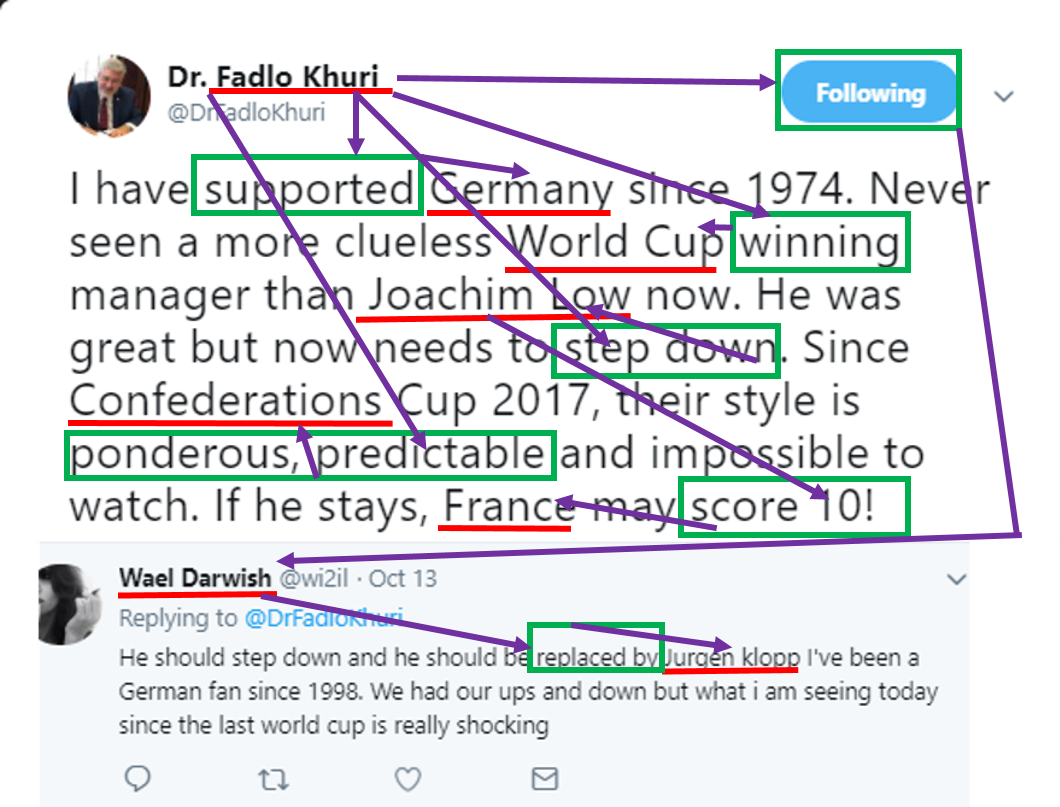 Dr. Fadlo Khuri
Following
@DrFadloKhuri
I have supported Germany since 1974. Never
seen a more clueless World Cup winning
manager than Joachim Low now. He was
great but now needs to step down. Since
Confederations Cup 2017, their style is
ponderous, predictable and impossible to
watch. If he stays, France may score 10!
Wael Darwish @wi2il · Oct 13
Replying to @DrFadloKhuri
He should step down and he should be replaced by Jurgen klopp I've been a
German fan since 1998. We had our ups and down but what i am seeing today
since the last world cup is really shocking